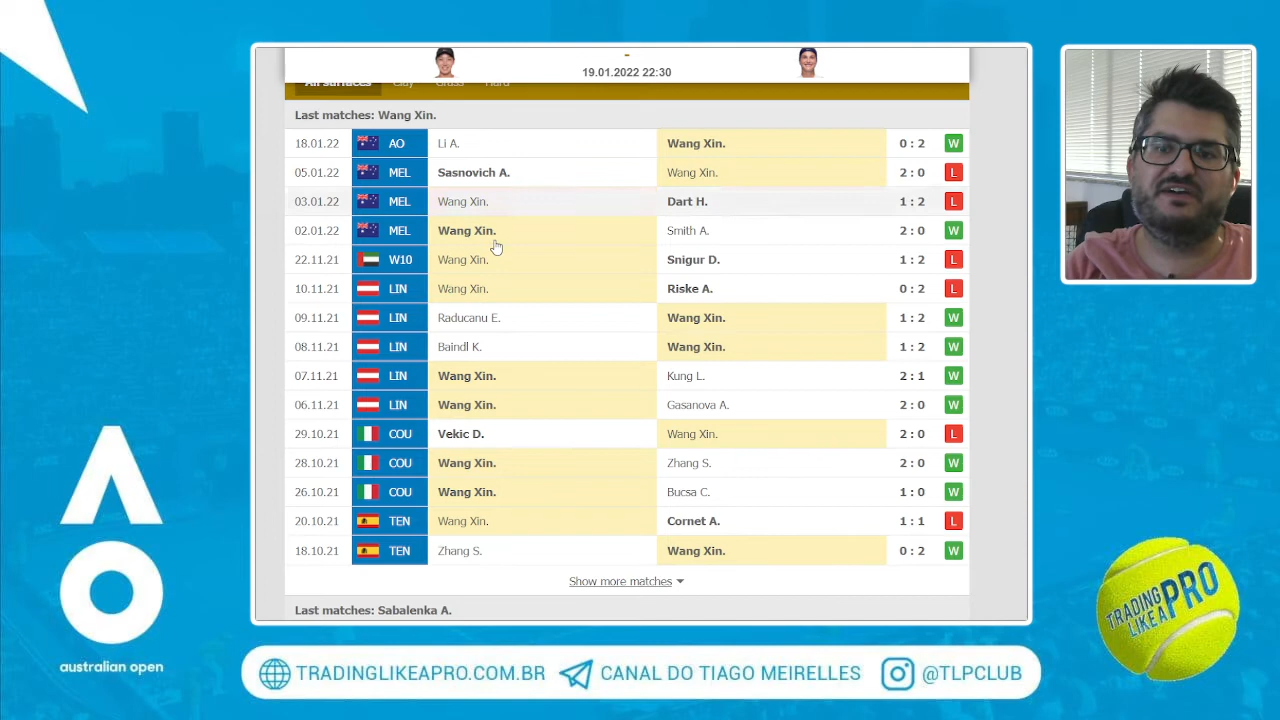 -
19.01.2022 22:30
All surfaces Clay Grass Hard
Last matches: Wang Xin.
18.01.22 AO Li A. Wang Xin. 0 : 2 W
05.01.22 MEL Sasnovich A. Wang Xin. 2 : 0 L
03.01.22 MEL Wang Xin. Dart H. 1 : 2 L
02.01.22 MEL Wang Xin. Smith A. 2 : 0 W
22.11.21 W10 Wang Xin. Snigur D. 1 : 2 L
10.11.21 LIN Wang Xin. Riske A. 0 : 2 L
09.11.21 LIN Raducanu E. Wang Xin. 1 : 2 W
08.11.21 LIN Baindl K. Wang Xin. 1 : 2 W
07.11.21 LIN Wang Xin. Kung L. 2 : 1 W
06.11.21 LIN Wang Xin. Gasanova A. 2 : 0 W
29.10.21 COU Vekic D. Wang Xin. 2 : 0 L
28.10.21 COU Wang Xin. Zhang S. 2 : 0 W
26.10.21 COU Wang Xin. Bucsa C. 1 : 0 W
20.10.21 TEN Wang Xin. Cornet A. 1 : 1 L
18.10.21 TEN Zhang S. Wang Xin. 0 : 2 W
Show more matches
Last matches: Sabalenka A.
australian open
TRADING
LIKE A
PRO
TRADINGLIKEAPRO.COM.BR CANAL DO TIAGO MEIRELLES @TLPCLUB